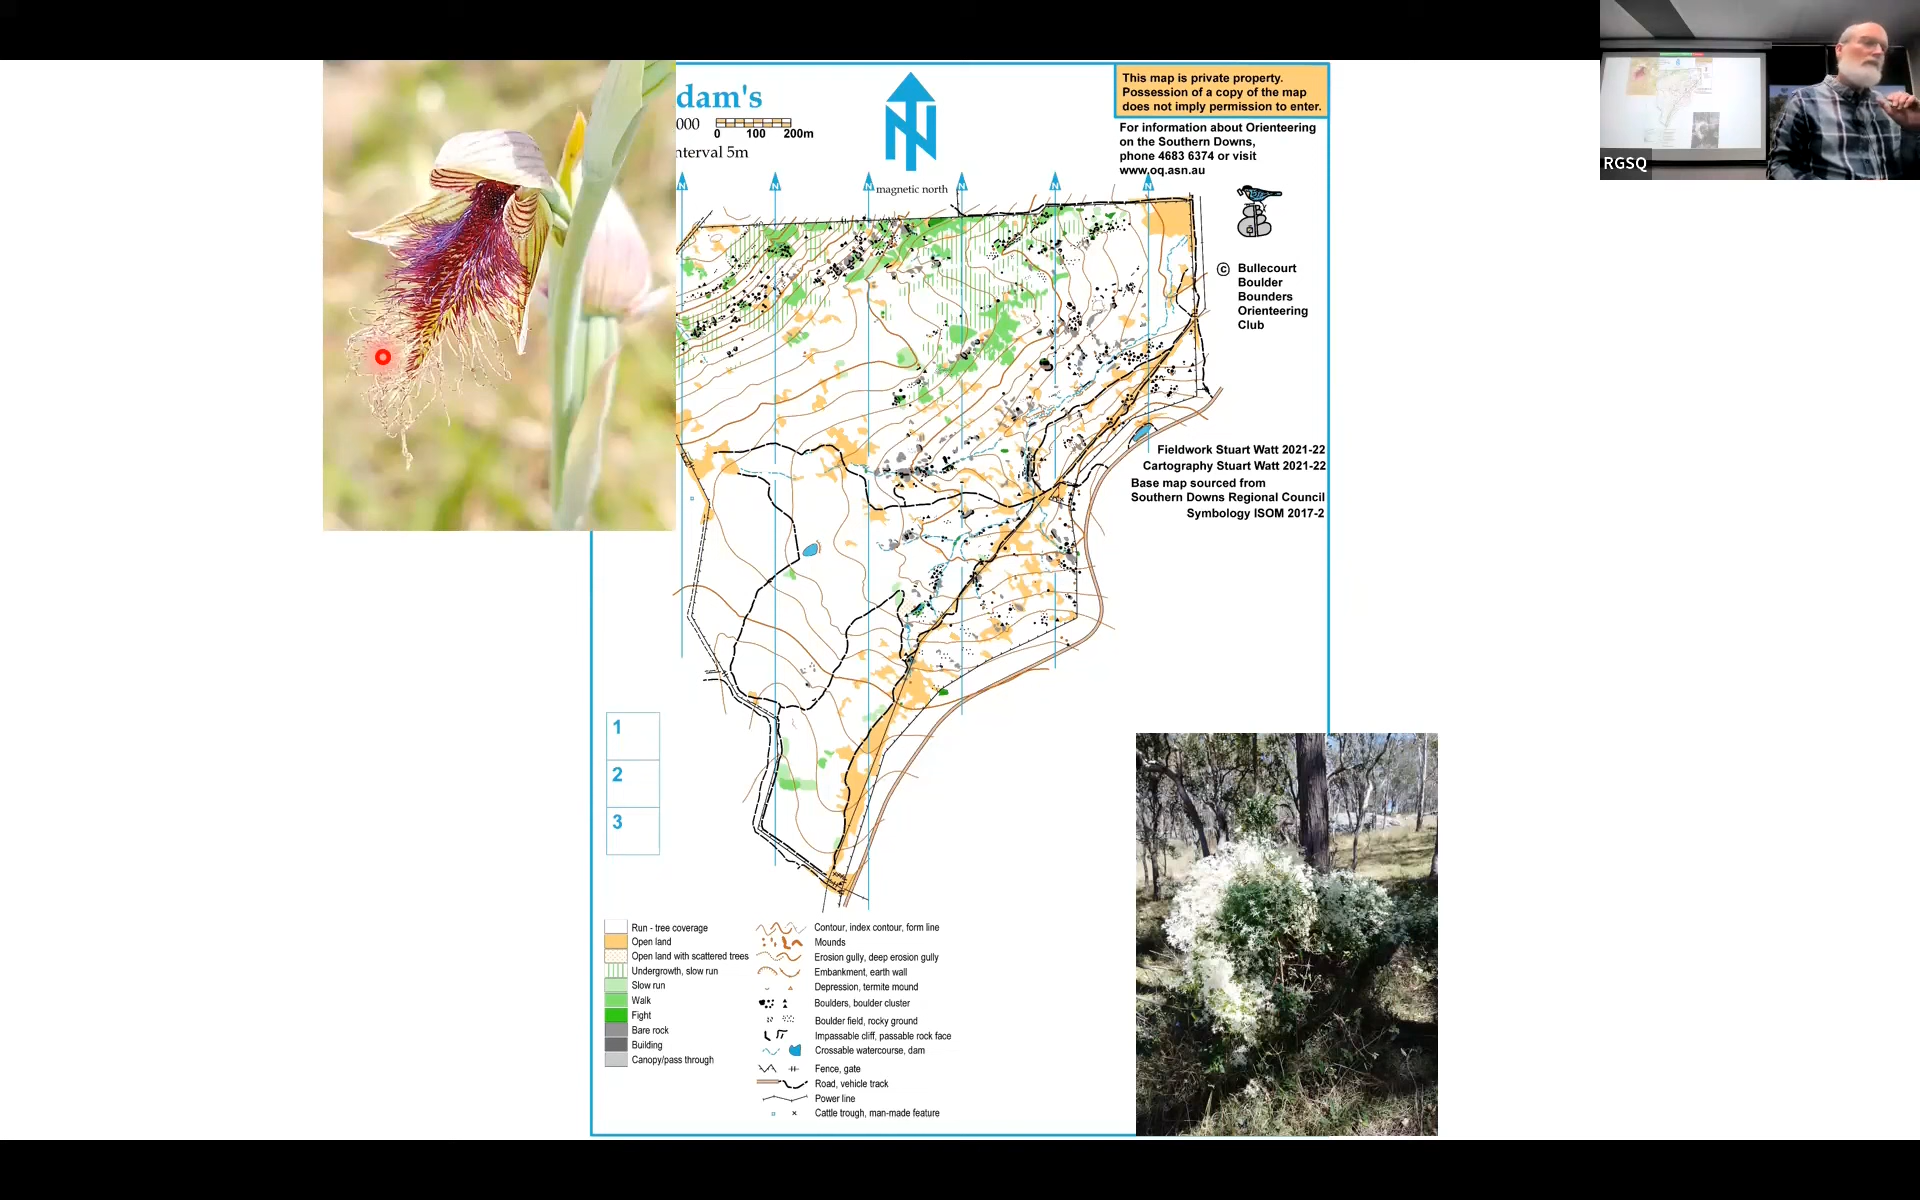 dam's
000
0 100 200m
nterval 5m
N
magnetic north
This map is private property.
Possession of a copy of the map
does not imply permission to enter.
For information about Orienteering
on the Southern Downs,
phone 4683 6374 or visit
www.oq.asn.au
RGSQ
N N N N N N
© Bullecourt
Boulder
Bounders
Orienteering
Club
Fieldwork Stuart Watt 2021-22
Cartography Stuart Watt 2021-22
Base map sourced from
Southern Downs Regional Council
Symbology ISOM 2017-2
1
2
3
Run - tree coverage
Open land
Open land with scattered trees
Undergrowth, slow run
Slow run
Walk
Fight
Bare rock
Building
Canopy/pass through
Contour, index contour, form line
Mounds
Erosion gully, deep erosion gully
Embankment, earth wall
Depression, termite mound
Boulders, boulder cluster
Boulder field, rocky ground
Impassable cliff, passable rock face
Crossable watercourse, dam
Fence, gate
Road, vehicle track
Power line
Cattle trough, man-made feature